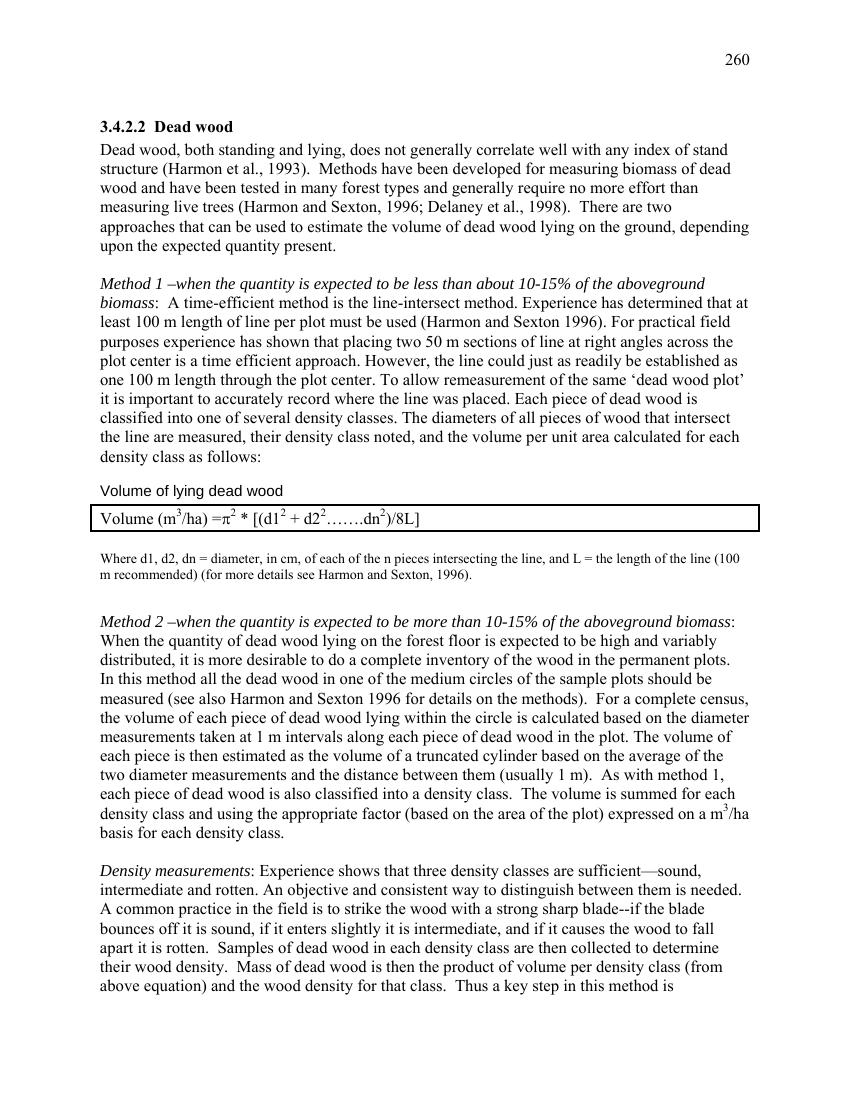 260
3.4.2.2  Dead wood
Dead wood, both standing and lying, does not generally correlate well with any index of stand
structure (Harmon et al., 1993).  Methods have been developed for measuring biomass of dead
wood and have been tested in many forest types and generally require no more effort than
measuring live trees (Harmon and Sexton, 1996; Delaney et al., 1998).  There are two
approaches that can be used to estimate the volume of dead wood lying on the ground, depending
upon the expected quantity present.
Method 1 –when the quantity is expected to be less than about 10-15% of the aboveground
biomass:  A time-efficient method is the line-intersect method. Experience has determined that at
least 100 m length of line per plot must be used (Harmon and Sexton 1996). For practical field
purposes experience has shown that placing two 50 m sections of line at right angles across the
plot center is a time efficient approach. However, the line could just as readily be established as
one 100 m length through the plot center. To allow remeasurement of the same ‘dead wood plot’
it is important to accurately record where the line was placed. Each piece of dead wood is
classified into one of several density classes. The diameters of all pieces of wood that intersect
the line are measured, their density class noted, and the volume per unit area calculated for each
density class as follows:
Volume of lying dead wood
Volume (m³/ha) =π² * [(d1² + d2².......dn²)/8L]
Where d1, d2, dn = diameter, in cm, of each of the n pieces intersecting the line, and L = the length of the line (100
m recommended) (for more details see Harmon and Sexton, 1996).
Method 2 –when the quantity is expected to be more than 10-15% of the aboveground biomass:
When the quantity of dead wood lying on the forest floor is expected to be high and variably
distributed, it is more desirable to do a complete inventory of the wood in the permanent plots.
In this method all the dead wood in one of the medium circles of the sample plots should be
measured (see also Harmon and Sexton 1996 for details on the methods).  For a complete census,
the volume of each piece of dead wood lying within the circle is calculated based on the diameter
measurements taken at 1 m intervals along each piece of dead wood in the plot. The volume of
each piece is then estimated as the volume of a truncated cylinder based on the average of the
two diameter measurements and the distance between them (usually 1 m).  As with method 1,
each piece of dead wood is also classified into a density class.  The volume is summed for each
density class and using the appropriate factor (based on the area of the plot) expressed on a m³/ha
basis for each density class.
Density measurements: Experience shows that three density classes are sufficient—sound,
intermediate and rotten. An objective and consistent way to distinguish between them is needed.
A common practice in the field is to strike the wood with a strong sharp blade--if the blade
bounces off it is sound, if it enters slightly it is intermediate, and if it causes the wood to fall
apart it is rotten.  Samples of dead wood in each density class are then collected to determine
their wood density.  Mass of dead wood is then the product of volume per density class (from
above equation) and the wood density for that class.  Thus a key step in this method is